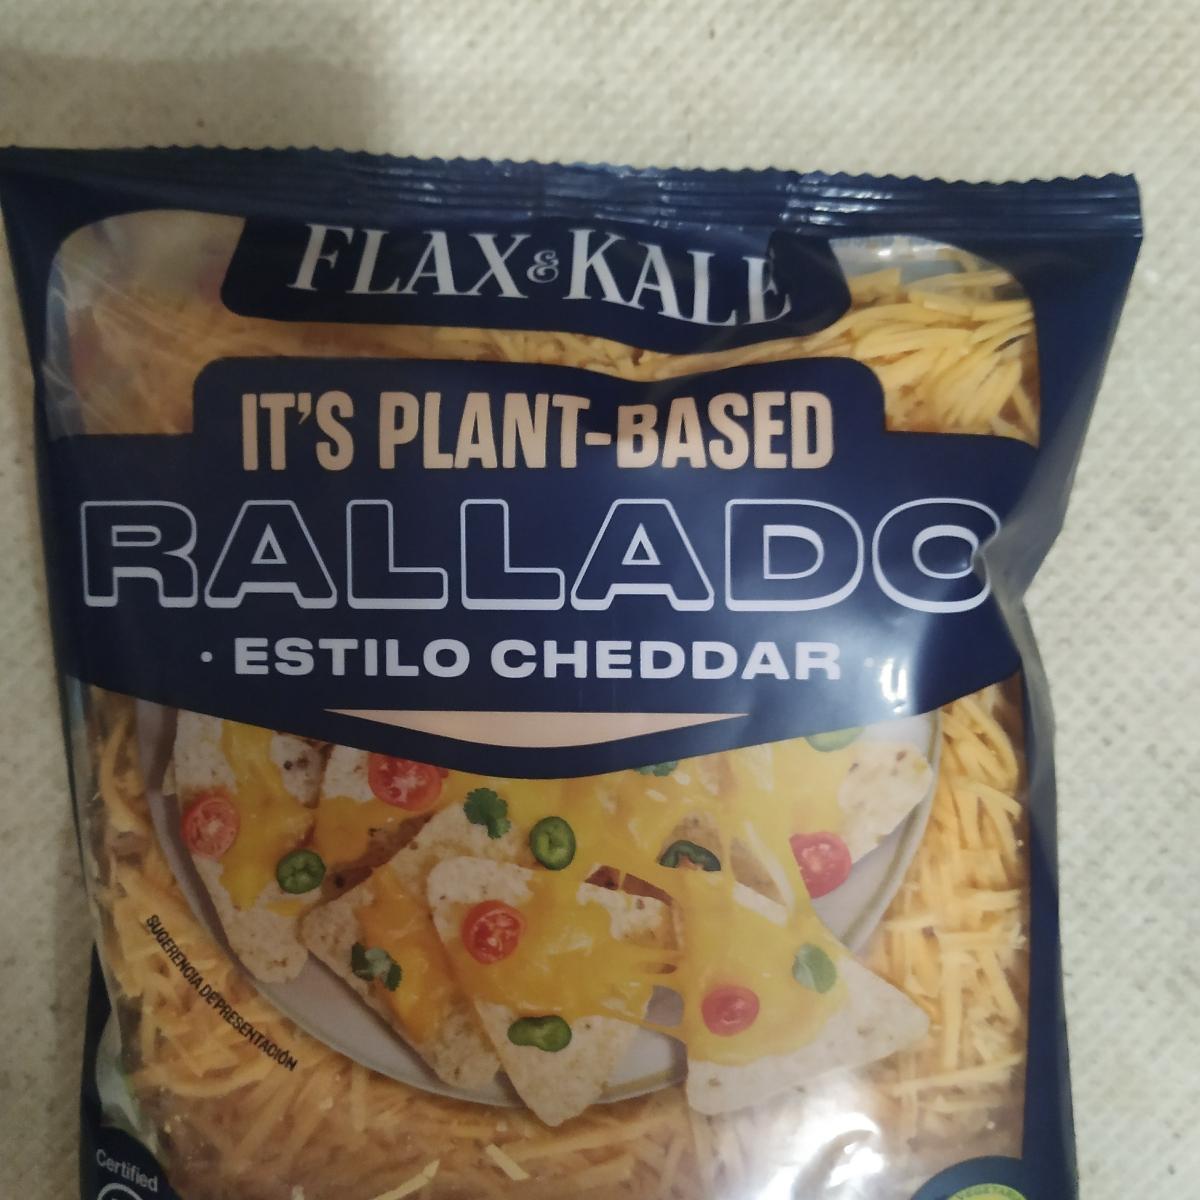 FLAX & KALE
IT'S PLANT-BASED
RALLADO
· ESTILO CHEDDAR ·
SUGERENCIA DE PRESENTACIÓN
Certified